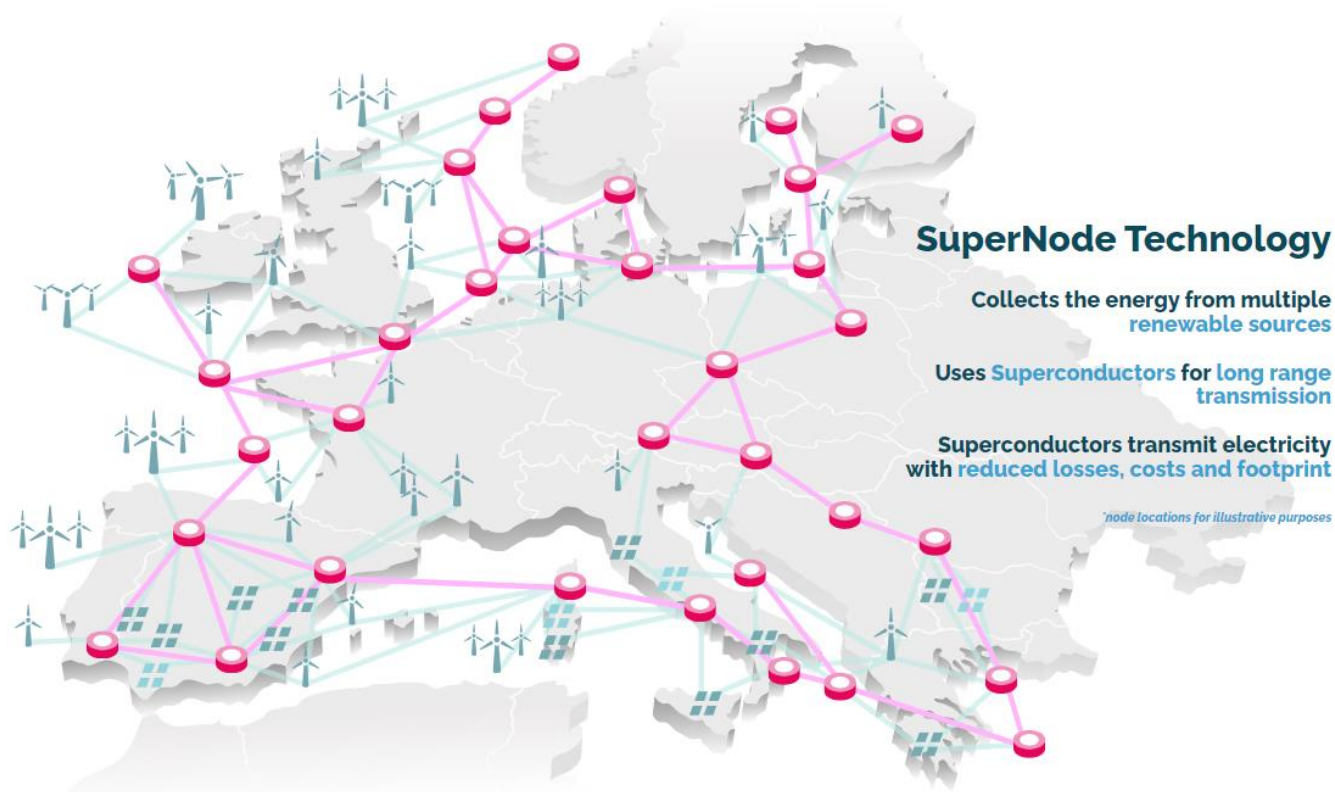 SuperNode Technology
Collects the energy from multiple
renewable sources
Uses Superconductors for long range
transmission
Superconductors transmit electricity
with reduced losses, costs and footprint
*node locations for illustrative purposes